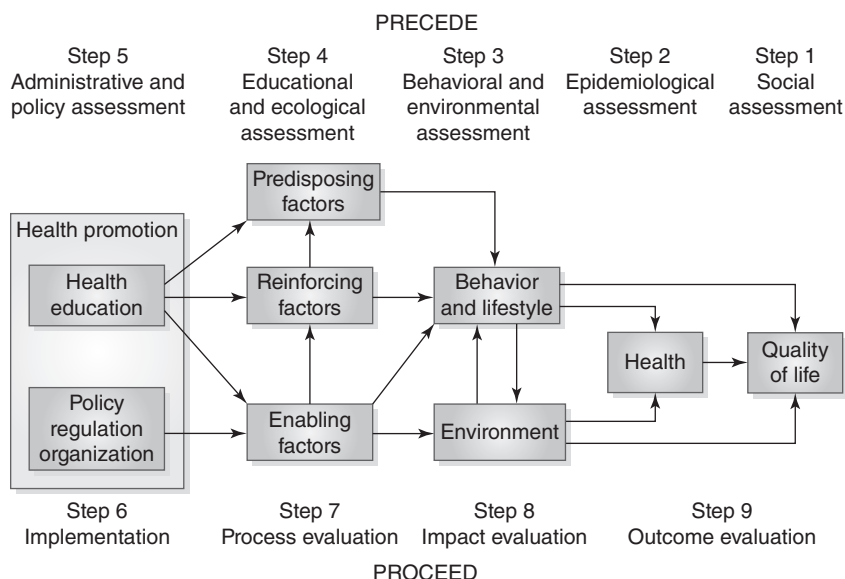 PRECEDE
Step 5
Administrative and
policy assessment
Step 4
Educational
and ecological
assessment
Step 3
Behavioral and
environmental
assessment
Step 2
Epidemiological
assessment
Step 1
Social
assessment
Health promotion
Health
education
Policy
regulation
organization
Predisposing
factors
Reinforcing
factors
Enabling
factors
Behavior
and lifestyle
Environment
Health
Quality
of life
Step 6
Implementation
Step 7
Process evaluation
Step 8
Impact evaluation
Step 9
Outcome evaluation
PROCEED